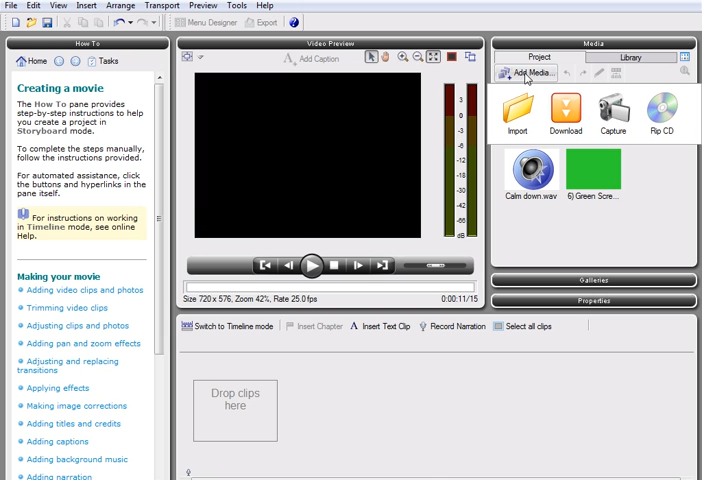 File Edit View Insert Arrange Transport Preview Tools Help
Menu Designer Export
How To
Home Tasks
Creating a movie
The How To pane provides
step-by-step instructions to help
you create a project in
Storyboard mode.
To complete the steps manually,
follow the instructions provided.
For automated assistance, click
the buttons and hyperlinks in the
pane itself.
For instructions on working
in Timeline mode, see online
Help.
Making your movie
Adding video clips and photos
Trimming video clips
Adjusting clips and photos
Adding pan and zoom effects
Adjusting and replacing
transitions
Applying effects
Making image corrections
Adding titles and credits
Adding captions
Adding background music
Adding narration
Video Preview
Add Caption
3
0
-3
-6
-12
-18
-30
-42
-66
dB
Size 720 x 576, Zoom 42%, Rate 25.0 fps 0:00:11/15
Media
Project Library
Add Media...
Import Download Capture Rip CD
Calm down.wav 6) Green Scre...
Galleries
Properties
Switch to Timeline mode Insert Chapter Insert Text Clip Record Narration Select all clips
Drop clips
here